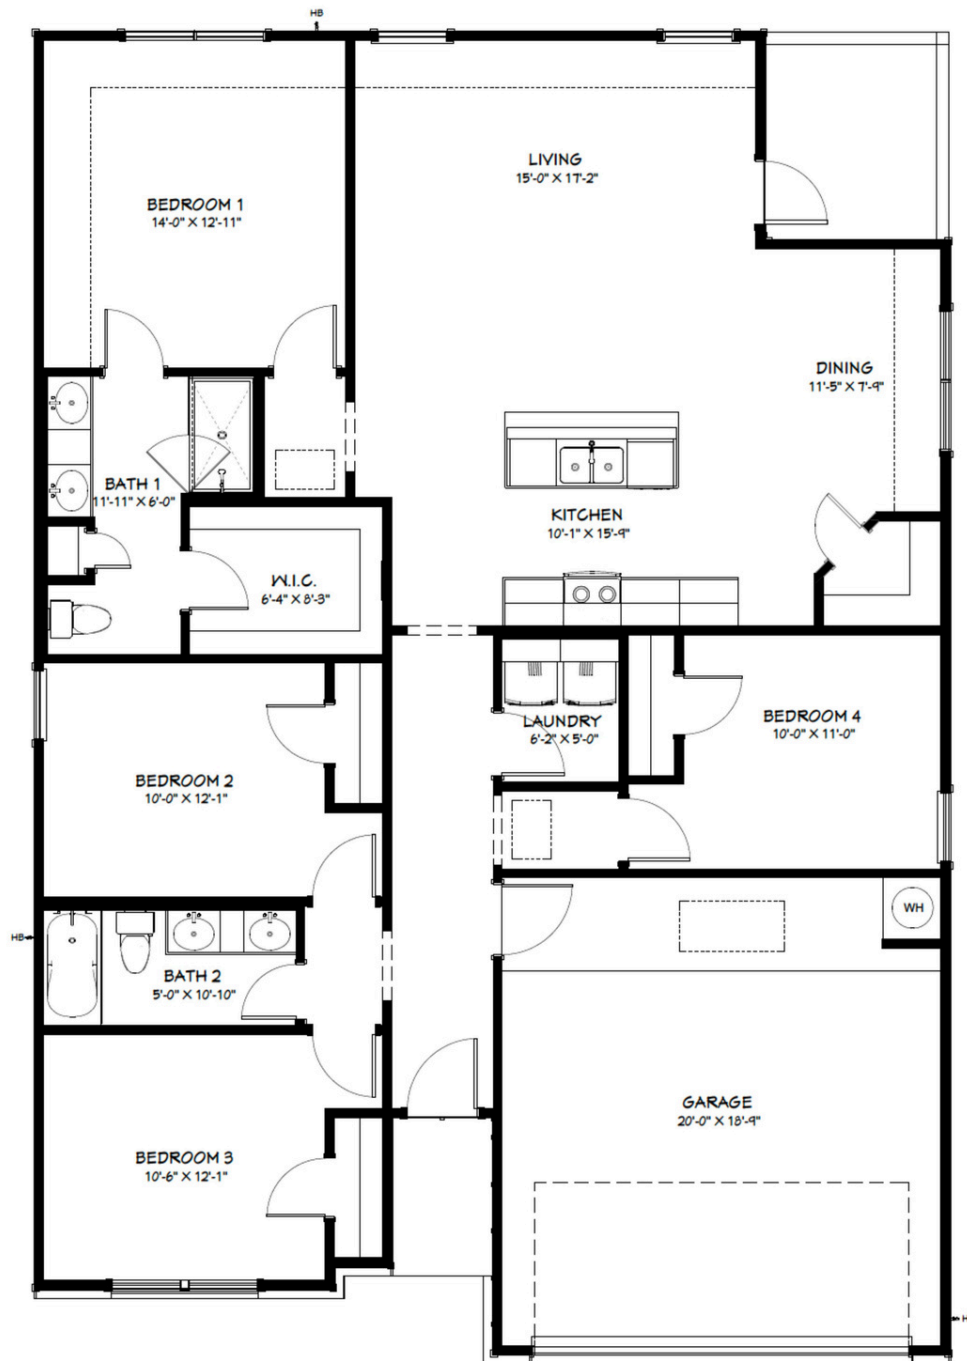 HB
LIVING
15'-0" X 17'-2"
BEDROOM 1
14'-0" X 12'-11"
DINING
11'-5" X 7'-9"
BATH 1
11'-11" X 6'-0"
KITCHEN
10'-1" X 15'-9"
W.I.C.
6'-4" X 8'-3"
LAUNDRY
6'-2" X 5'-0"
BEDROOM 4
10'-0" X 11'-0"
BEDROOM 2
10'-0" X 12'-1"
WH
HB
BATH 2
5'-0" X 10'-10"
GARAGE
20'-0" X 18'-9"
BEDROOM 3
10'-6" X 12'-1"
H